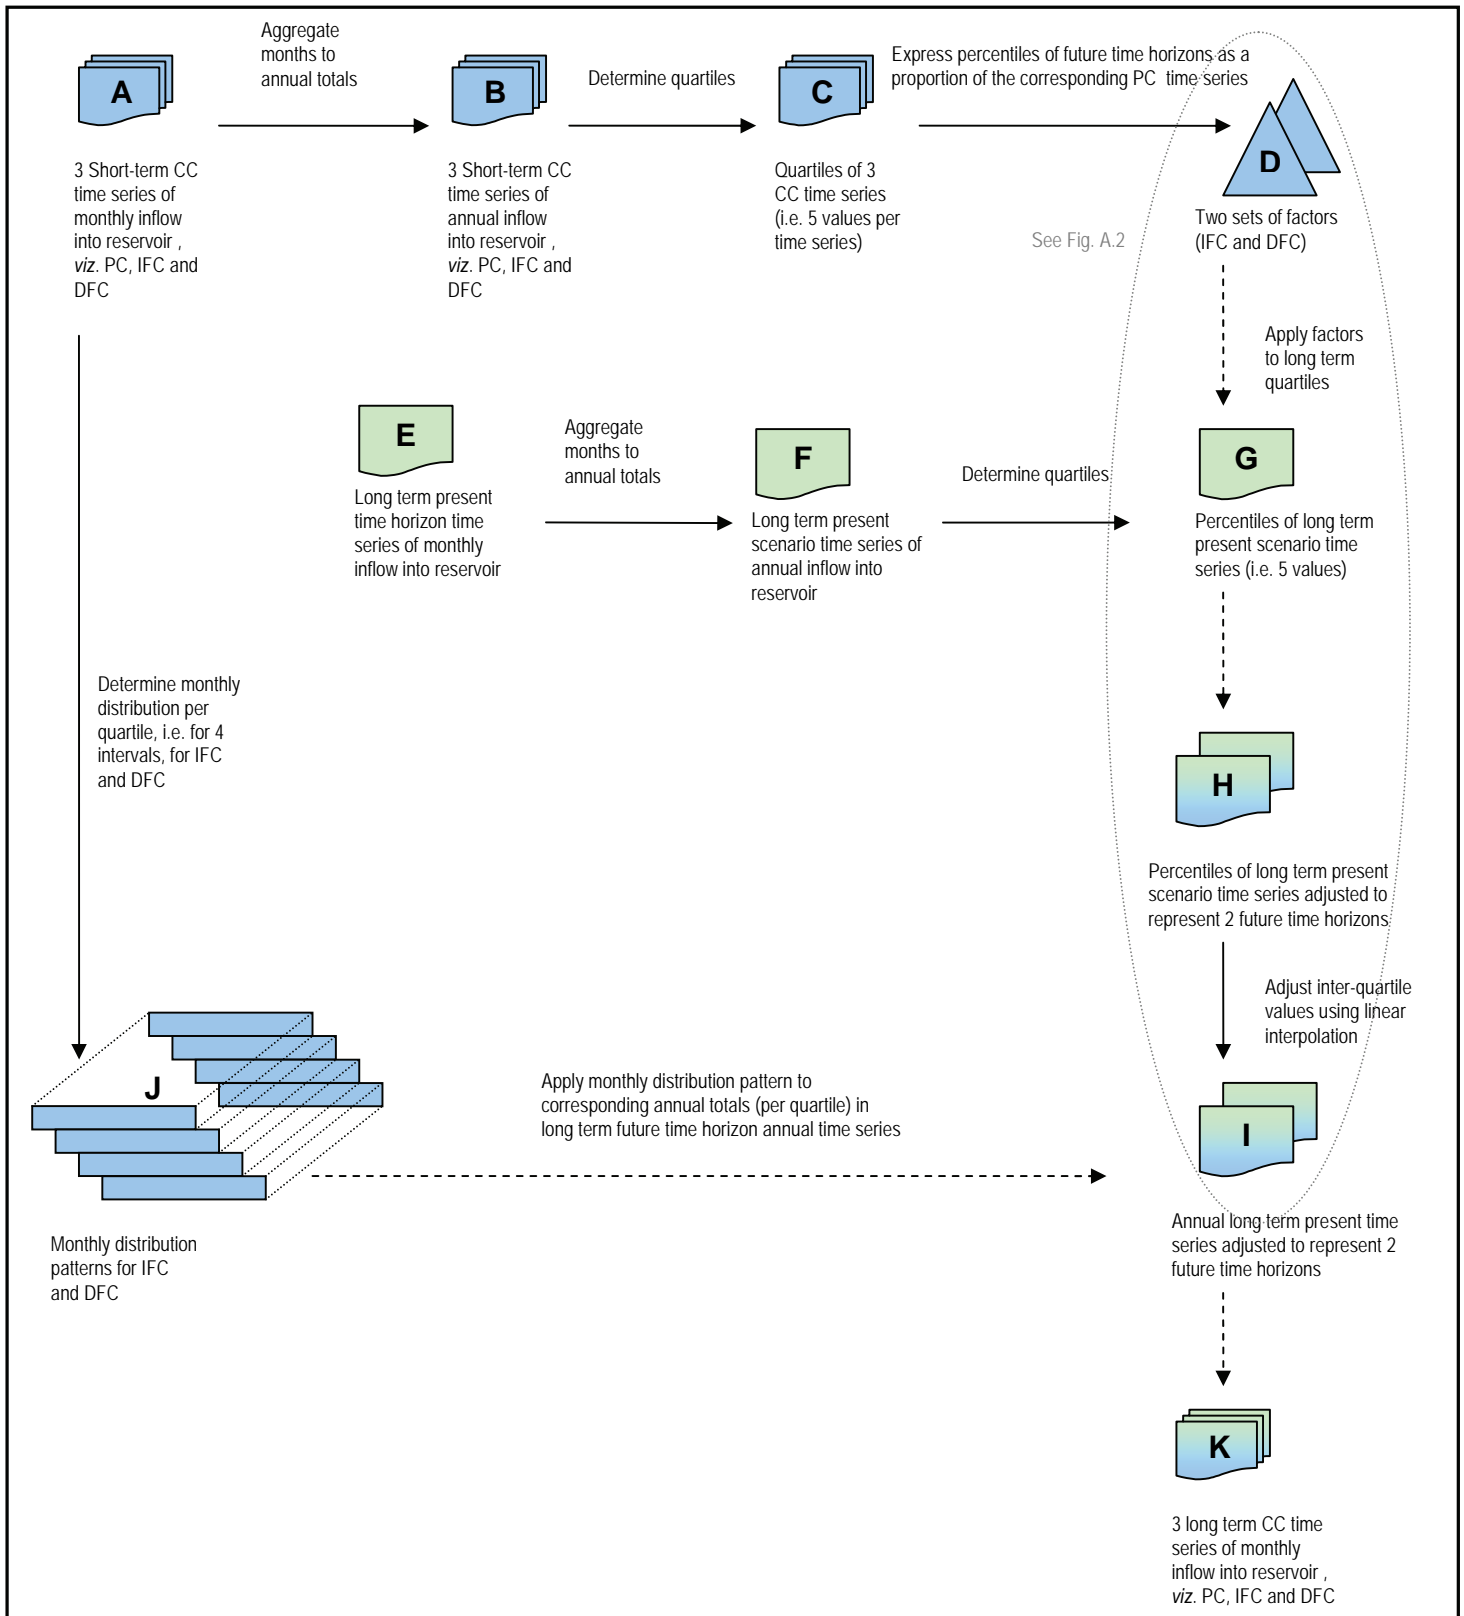 Aggregate
months to
annual totals
Determine quartiles
Express percentiles of future time horizons as a
proportion of the corresponding PC time series
A
B
C
D
3 Short-term CC
time series of
monthly inflow
into reservoir ,
viz. PC, IFC and
DFC
3 Short-term CC
time series of
annual inflow
into reservoir ,
viz. PC, IFC and
DFC
Quartiles of 3
CC time series
(i.e. 5 values per
time series)
See Fig. A.2
Two sets of factors
(IFC and DFC)
Apply factors
to long term
quartiles
E
Aggregate
months to
annual totals
F
Determine quartiles
G
Long term present
time horizon time
series of monthly
inflow into reservoir
Long term present
scenario time series of
annual inflow into
reservoir
Percentiles of long term
present scenario time
series (i.e. 5 values)
Determine monthly
distribution per
quartile, i.e. for 4
intervals, for IFC
and DFC
H
Percentiles of long term present
scenario time series adjusted to
represent 2 future time horizons
Adjust inter-quartile
values using linear
interpolation
J
Apply monthly distribution pattern to
corresponding annual totals (per quartile) in
long term future time horizon annual time series
I
Monthly distribution
patterns for IFC
and DFC
Annual long term present time
series adjusted to represent 2
future time horizons
K
3 long term CC time
series of monthly
inflow into reservoir ,
viz. PC, IFC and DFC